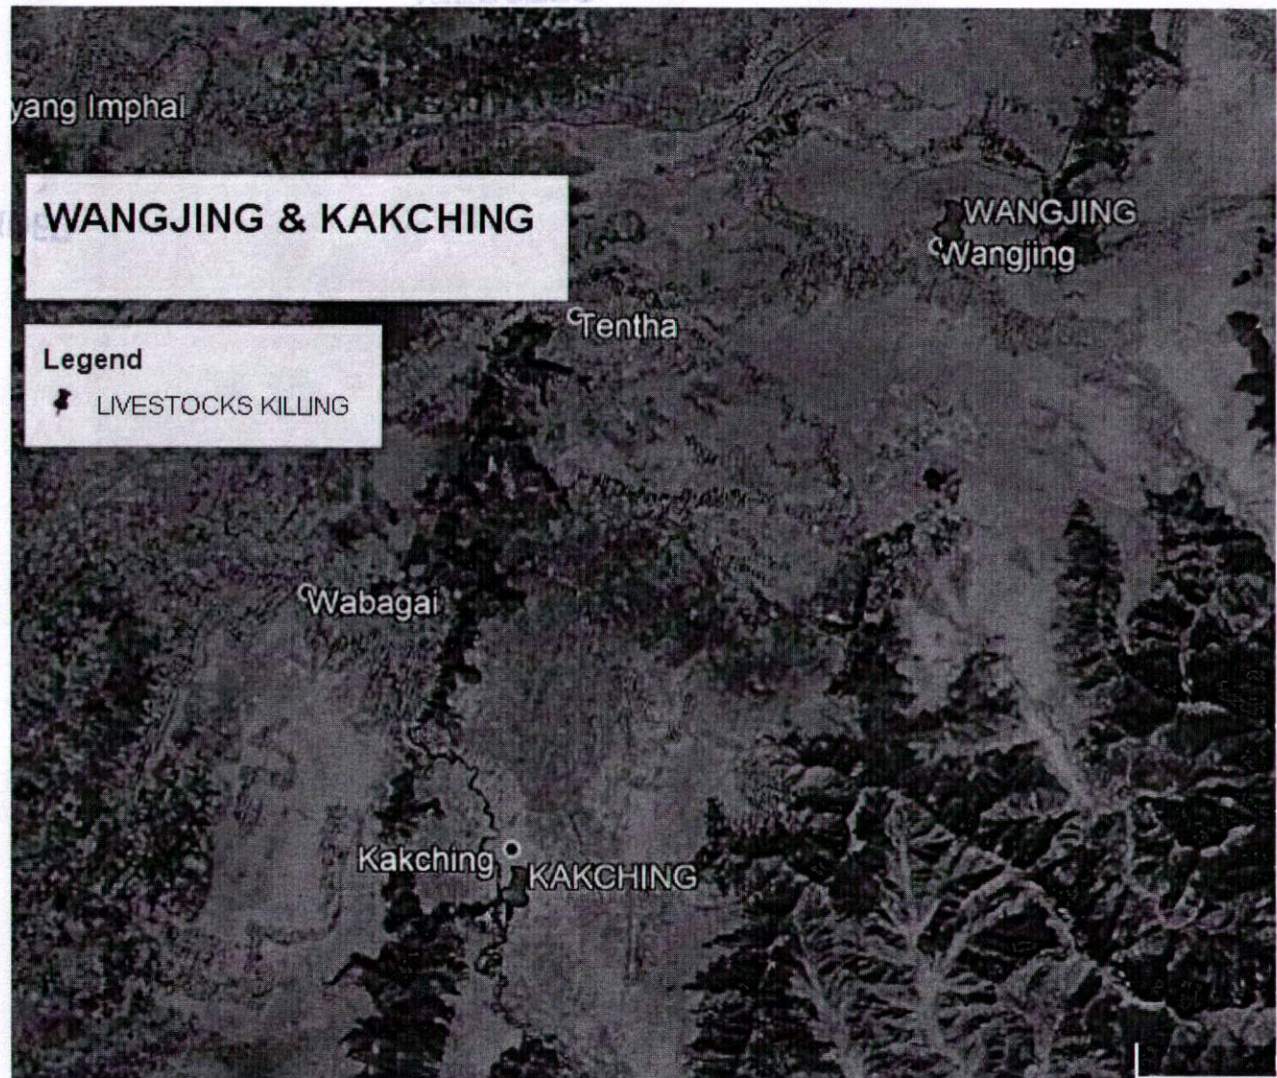 yang Imphal
WANGJING & KAKCHING
WANGJING
Wangjing
Tentha
Legend
LIVESTOCKS KILLING
Wabagai
Kakching
KAKCHING